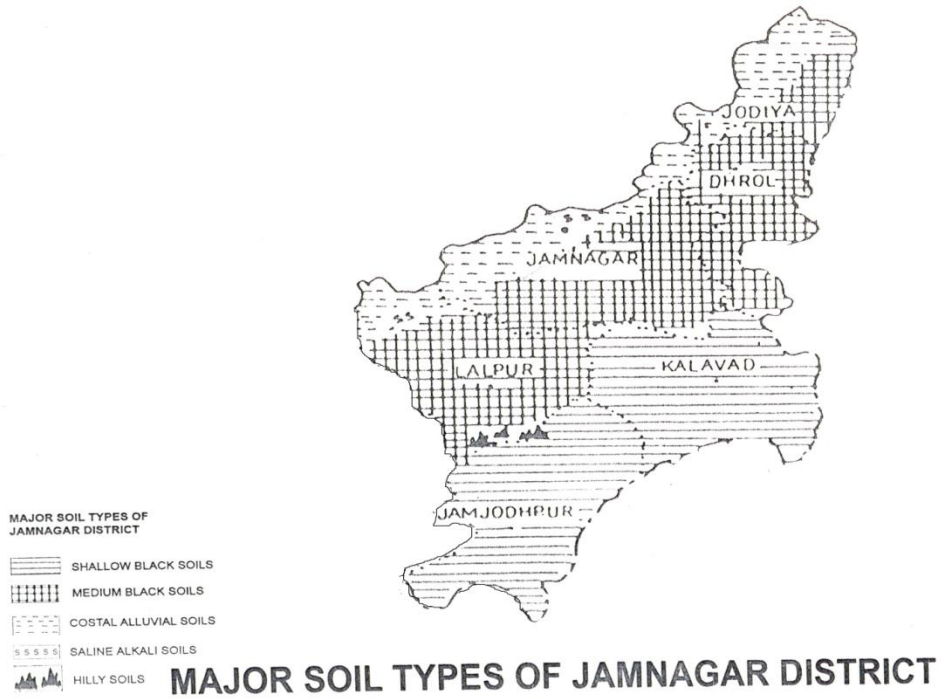 JODIYA
DHROL
JAMNAGAR
LALPUR
KALAVAD
JAMJODHPUR
MAJOR SOIL TYPES OF
JAMNAGAR DISTRICT
SHALLOW BLACK SOILS
MEDIUM BLACK SOILS
COSTAL ALLUVIAL SOILS
S S S S S SALINE ALKALI SOILS
HILLY SOILS
MAJOR SOIL TYPES OF JAMNAGAR DISTRICT